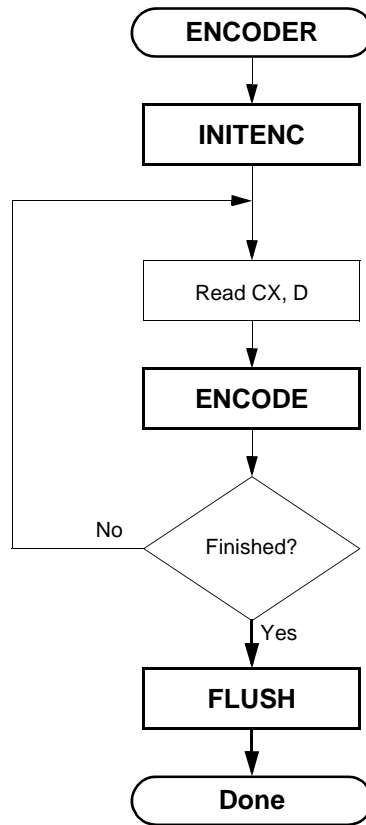 ENCODER
INITENC
Read CX, D
ENCODE
No
Finished?
Yes
FLUSH
Done